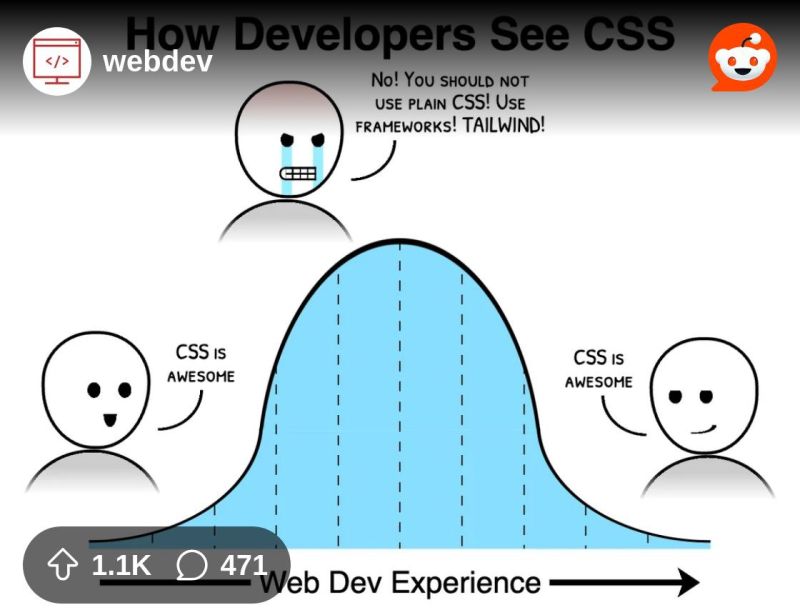 How Developers See CSS
webdev
No! You should not
use plain CSS! Use
frameworks! TAILWIND!
CSS is
awesome
CSS is
awesome
1.1K 471
Web Dev Experience